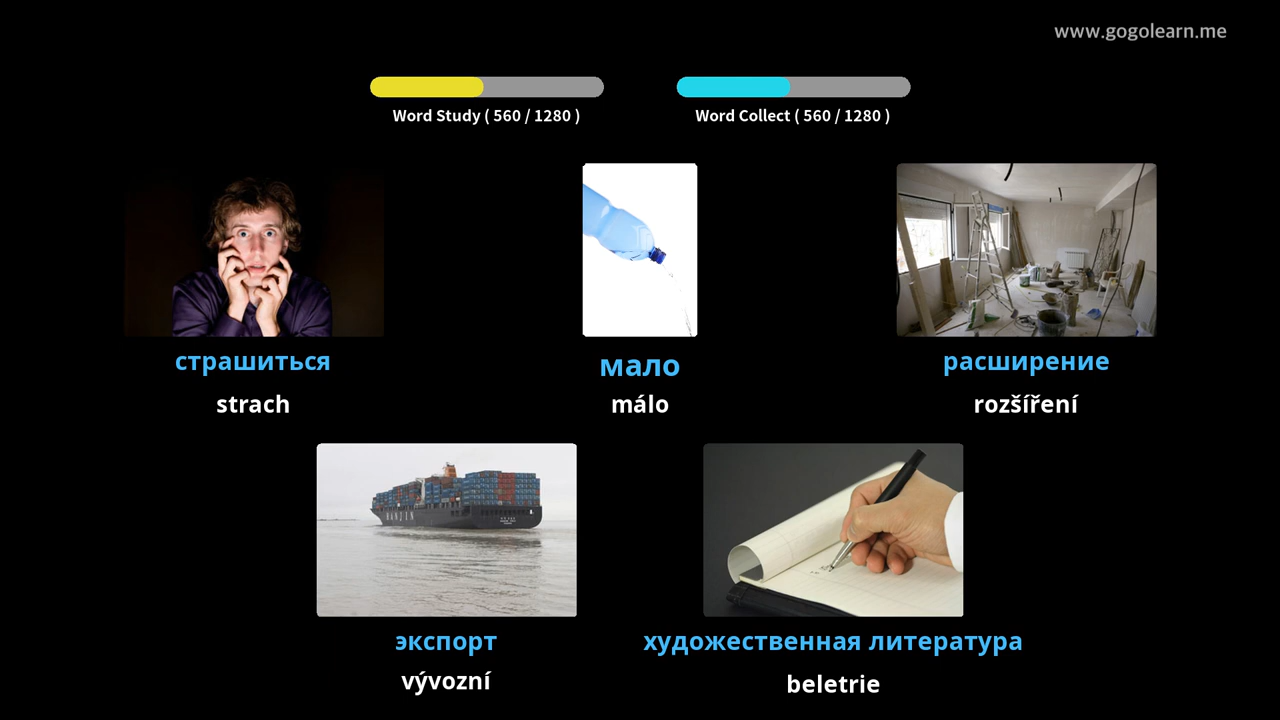 www.gogolearn.me
Word Study ( 560 / 1280 )
Word Collect ( 560 / 1280 )
страшиться
strach
мало
málo
расширение
rozšíření
HANJIN
экспорт
vývozní
художественная литература
beletrie